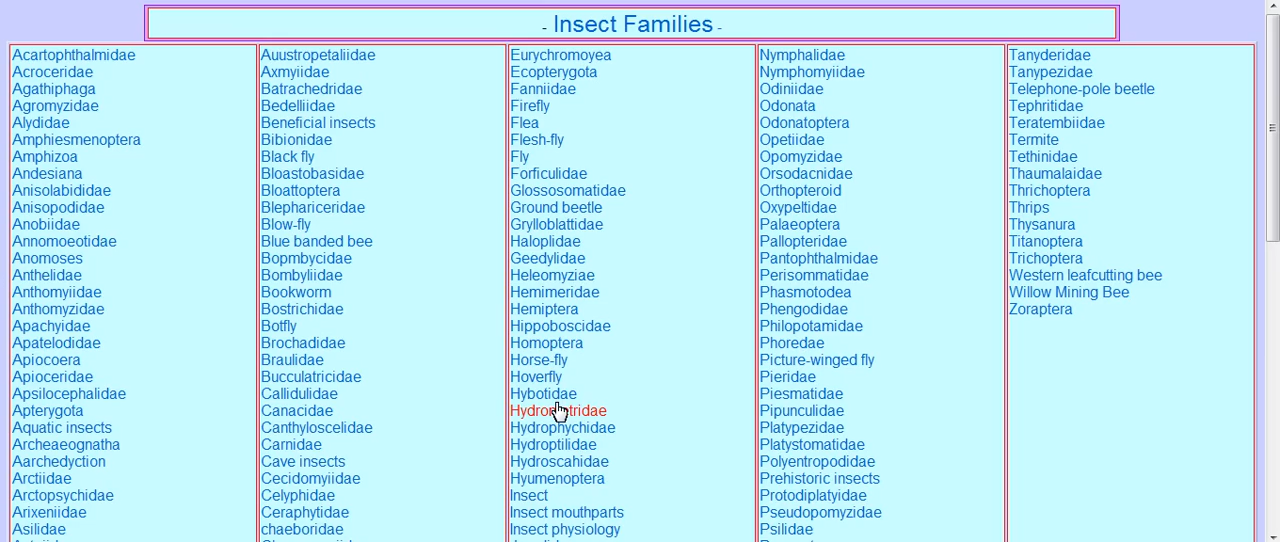 - Insect Families -
Acartophthalmidae
Acroceridae
Agathiphaga
Agromyzidae
Alydidae
Amphiesmenoptera
Amphizoa
Andesiana
Anisolabididae
Anisopodidae
Anobiidae
Annomoeotidae
Anomoses
Anthelidae
Anthomyiidae
Anthomyzidae
Apachyidae
Apatelodidae
Apiocoera
Apioceridae
Apsilocephalidae
Apterygota
Aquatic insects
Archeaeognatha
Aarchedyction
Arctiidae
Arctopsychidae
Arixeniidae
Asilidae
Auustropetaliidae
Axmyiidae
Batrachedridae
Bedelliidae
Beneficial insects
Bibionidae
Black fly
Bloastobasidae
Bloattoptera
Blephariceridae
Blow-fly
Blue banded bee
Bopmbycidae
Bombyliidae
Bookworm
Bostrichidae
Botfly
Brochadidae
Braulidae
Bucculatricidae
Callidulidae
Canacidae
Canthyloscelidae
Carnidae
Cave insects
Cecidomyiidae
Celyphidae
Ceraphytidae
chaeboridae
Eurychromoyea
Ecopterygota
Fanniidae
Firefly
Flea
Flesh-fly
Fly
Forficulidae
Glossosomatidae
Ground beetle
Grylloblattidae
Haloplidae
Geedylidae
Heleomyziae
Hemimeridae
Hemiptera
Hippoboscidae
Homoptera
Horse-fly
Hoverfly
Hybotidae
Hydrophychidae
Hydroptilidae
Hydroscahidae
Hyumenoptera
Insect
Insect mouthparts
Insect physiology
Nymphalidae
Nymphomyiidae
Odiniidae
Odonata
Odonatoptera
Opetiidae
Opomyzidae
Orsodacnidae
Orthopteroid
Oxypeltidae
Palaeoptera
Pallopteridae
Pantophthalmidae
Perisommatidae
Phasmotodea
Phengodidae
Philopotamidae
Phoredae
Picture-winged fly
Pieridae
Piesmatidae
Pipunculidae
Platypezidae
Platystomatidae
Polyentropodidae
Prehistoric insects
Protodiplatyidae
Pseudopomyzidae
Psilidae
Tanyderidae
Tanypezidae
Telephone-pole beetle
Tephritidae
Teratembiidae
Termite
Tethinidae
Thaumalaidae
Thrichoptera
Thrips
Thysanura
Titanoptera
Trichoptera
Western leafcutting bee
Willow Mining Bee
Zoraptera